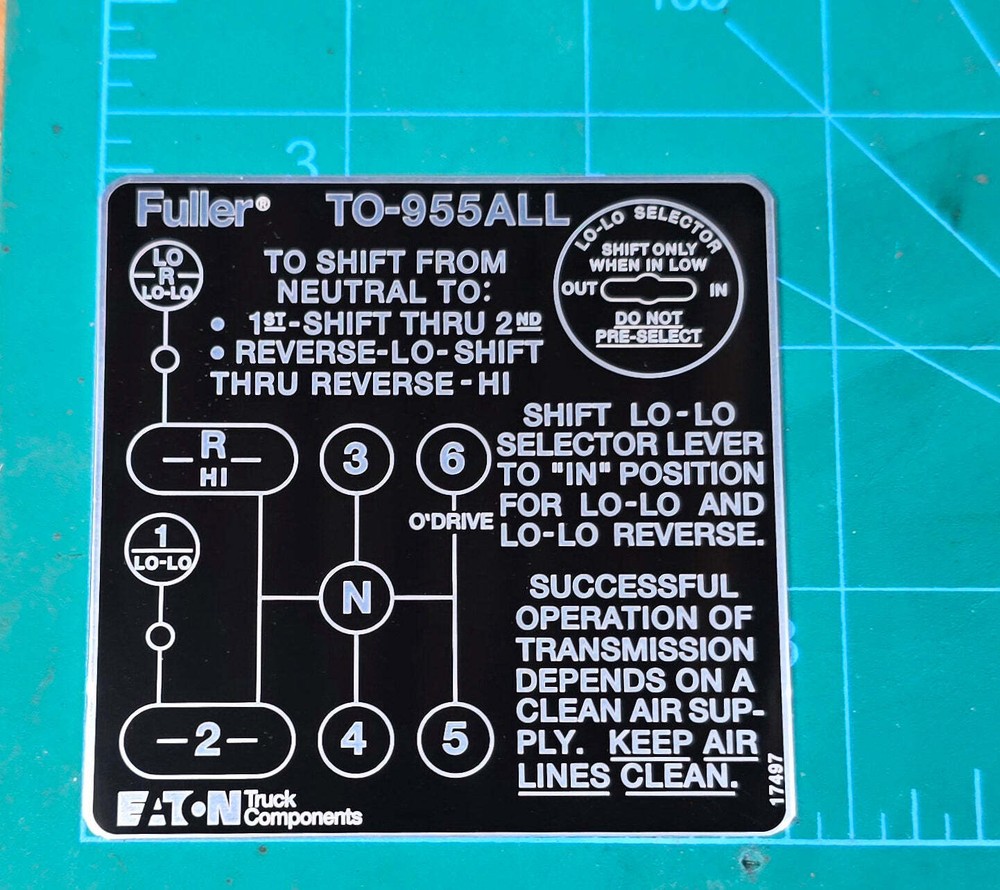 100
3
Fuller® TO-955ALL
LO
R
LO-LO
TO SHIFT FROM
NEUTRAL TO:
• 1ST-SHIFT THRU 2ND
• REVERSE-LO-SHIFT
THRU REVERSE-HI
LO-LO SELECTOR
SHIFT ONLY
WHEN IN LOW
OUT IN
DO NOT
PRE-SELECT
R
HI
3
6
O'DRIVE
1
LO-LO
N
2
4
5
SHIFT LO-LO
SELECTOR LEVER
TO "IN" POSITION
FOR LO-LO AND
LO-LO REVERSE.
SUCCESSFUL
OPERATION OF
TRANSMISSION
DEPENDS ON A
CLEAN AIR SUP-
PLY. KEEP AIR
LINES CLEAN.
17497
EATON Truck
Components